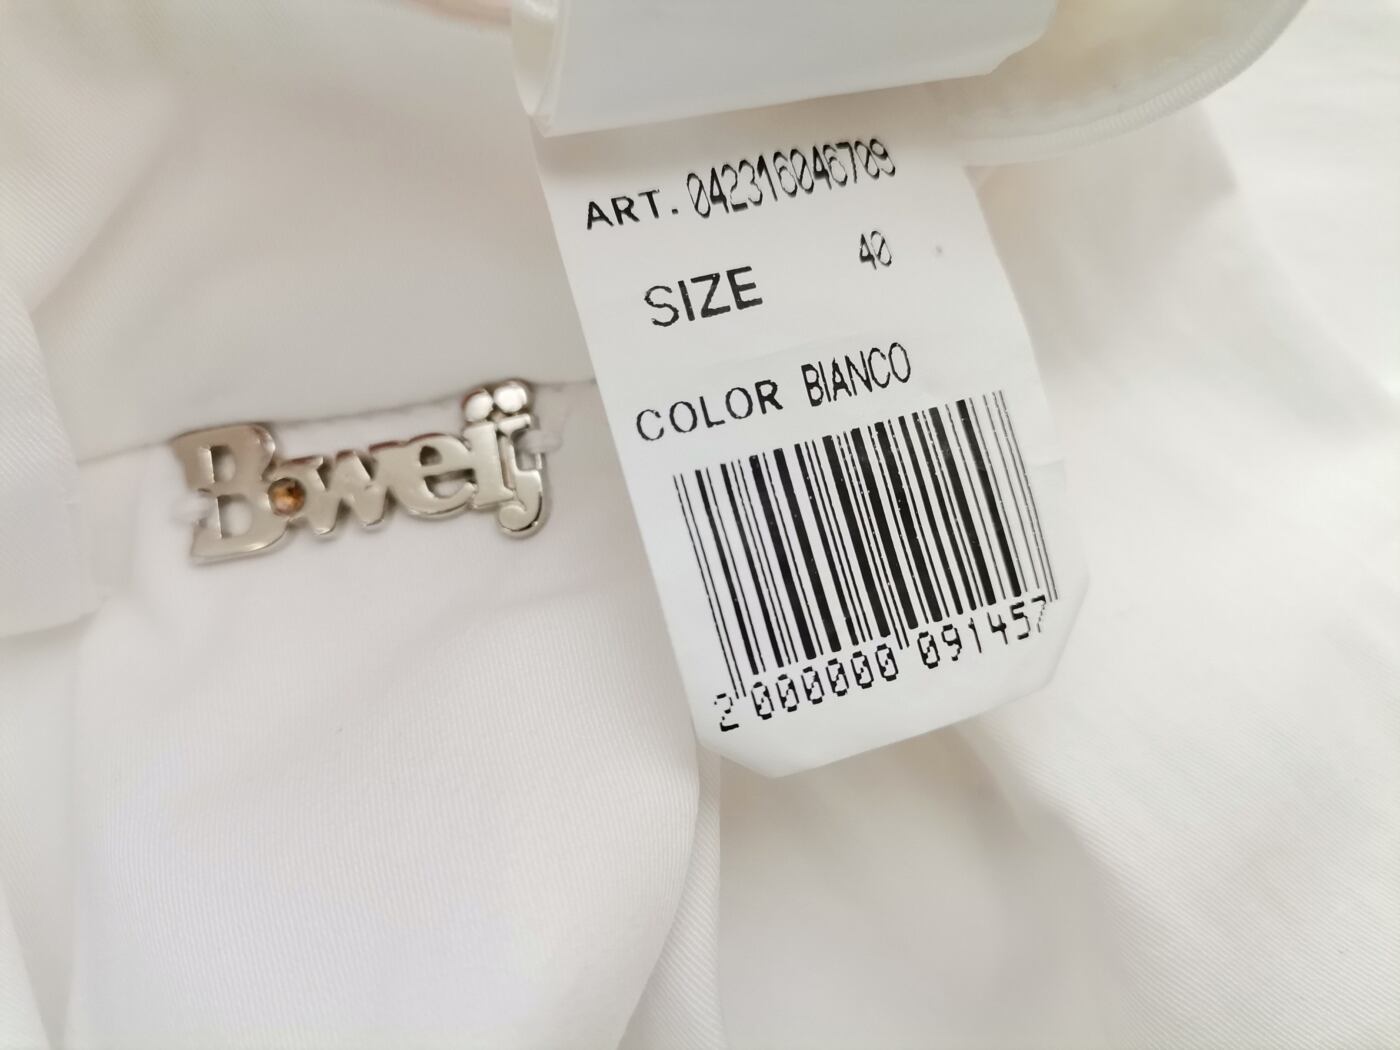 ART. 042316046709
SIZE 40
COLOR BIANCO
2 000000 091457
Boweij